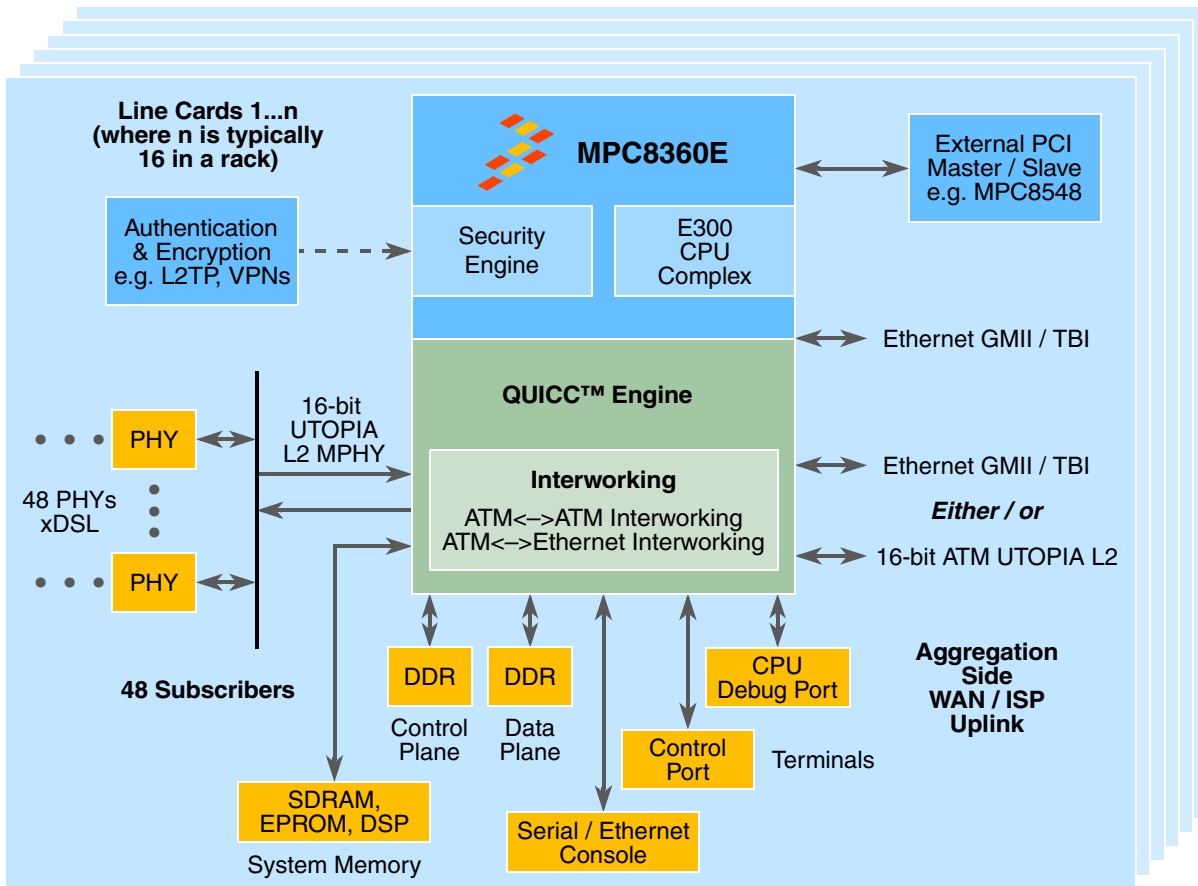 Line Cards 1...n
(where n is typically
16 in a rack)
MPC8360E
External PCI
Master / Slave
e.g. MPC8548
Authentication
& Encryption
e.g. L2TP, VPNs
Security
Engine
E300
CPU
Complex
Ethernet GMII / TBI
QUICC™ Engine
16-bit
UTOPIA
L2 MPHY
PHY
48 PHYs
xDSL
PHY
Interworking
ATM<–>ATM Interworking
ATM<–>Ethernet Interworking
Ethernet GMII / TBI
Either / or
16-bit ATM UTOPIA L2
48 Subscribers
DDR
Control
Plane
DDR
Data
Plane
CPU
Debug Port
Aggregation
Side
WAN / ISP
Uplink
Control
Port
Terminals
SDRAM,
EPROM, DSP
System Memory
Serial / Ethernet
Console